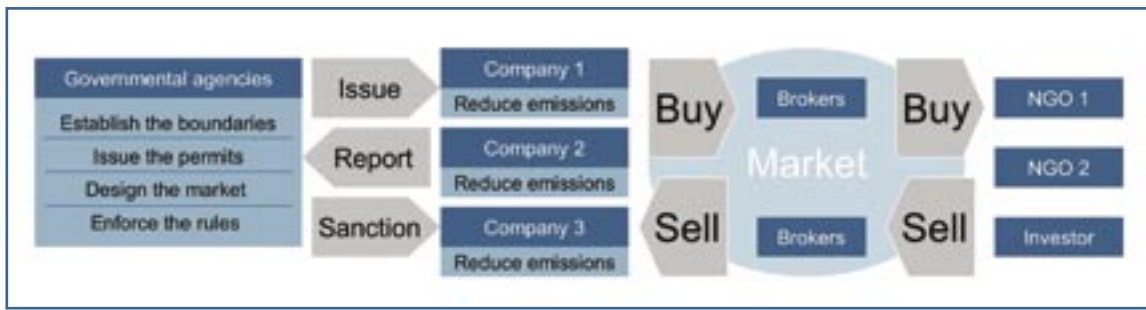 Governmental agencies
Establish the boundaries
Issue the permits
Design the market
Enforce the rules
Issue
Report
Sanction
Company 1
Reduce emissions
Company 2
Reduce emissions
Company 3
Reduce emissions
Buy
Sell
Brokers
Market
Brokers
Buy
Sell
NGO 1
NGO 2
Investor